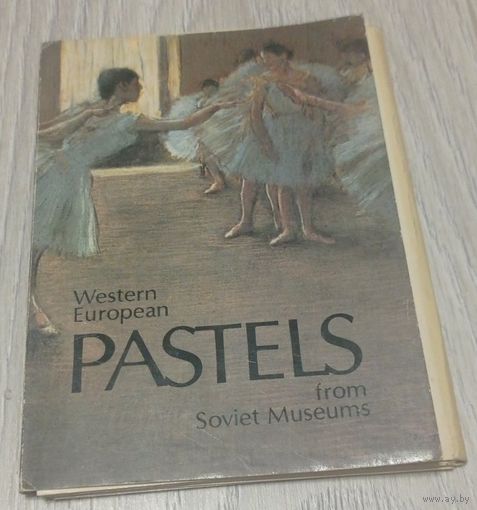 Western
European
PASTELS
from
Soviet Museums
www.ay.by